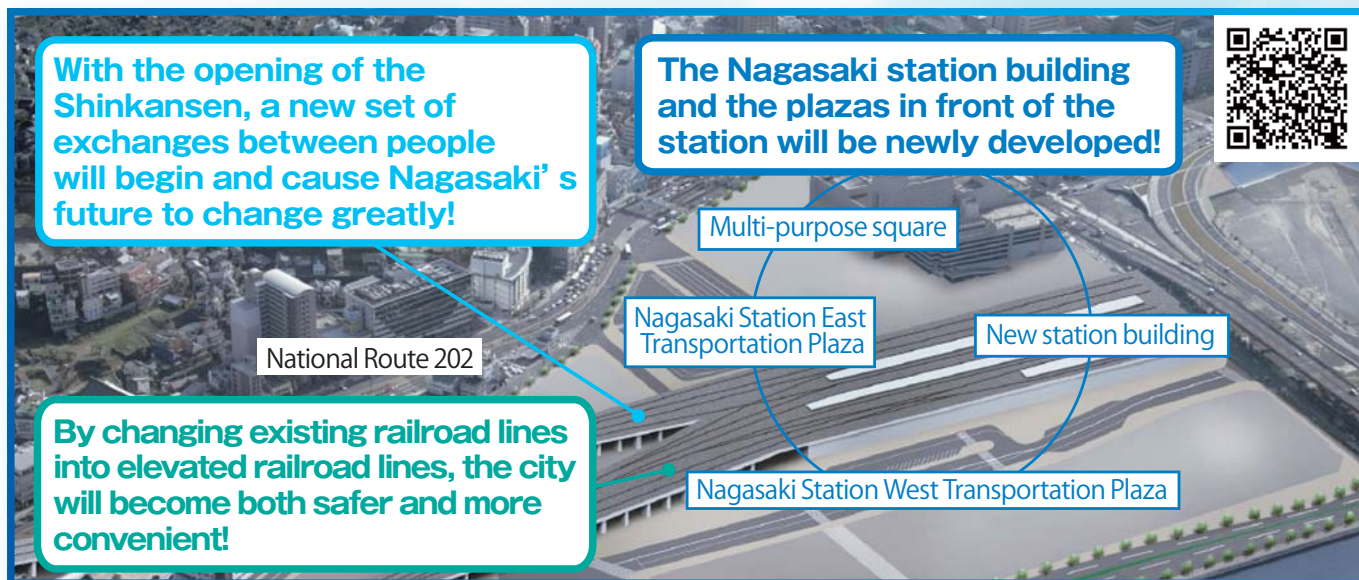 With the opening of the
Shinkansen, a new set of
exchanges between people
will begin and cause Nagasaki’ s
future to change greatly!
The Nagasaki station building
and the plazas in front of the
station will be newly developed!
Multi-purpose square
Nagasaki Station East
Transportation Plaza
New station building
National Route 202
By changing existing railroad lines
into elevated railroad lines, the city
will become both safer and more
convenient!
Nagasaki Station West Transportation Plaza